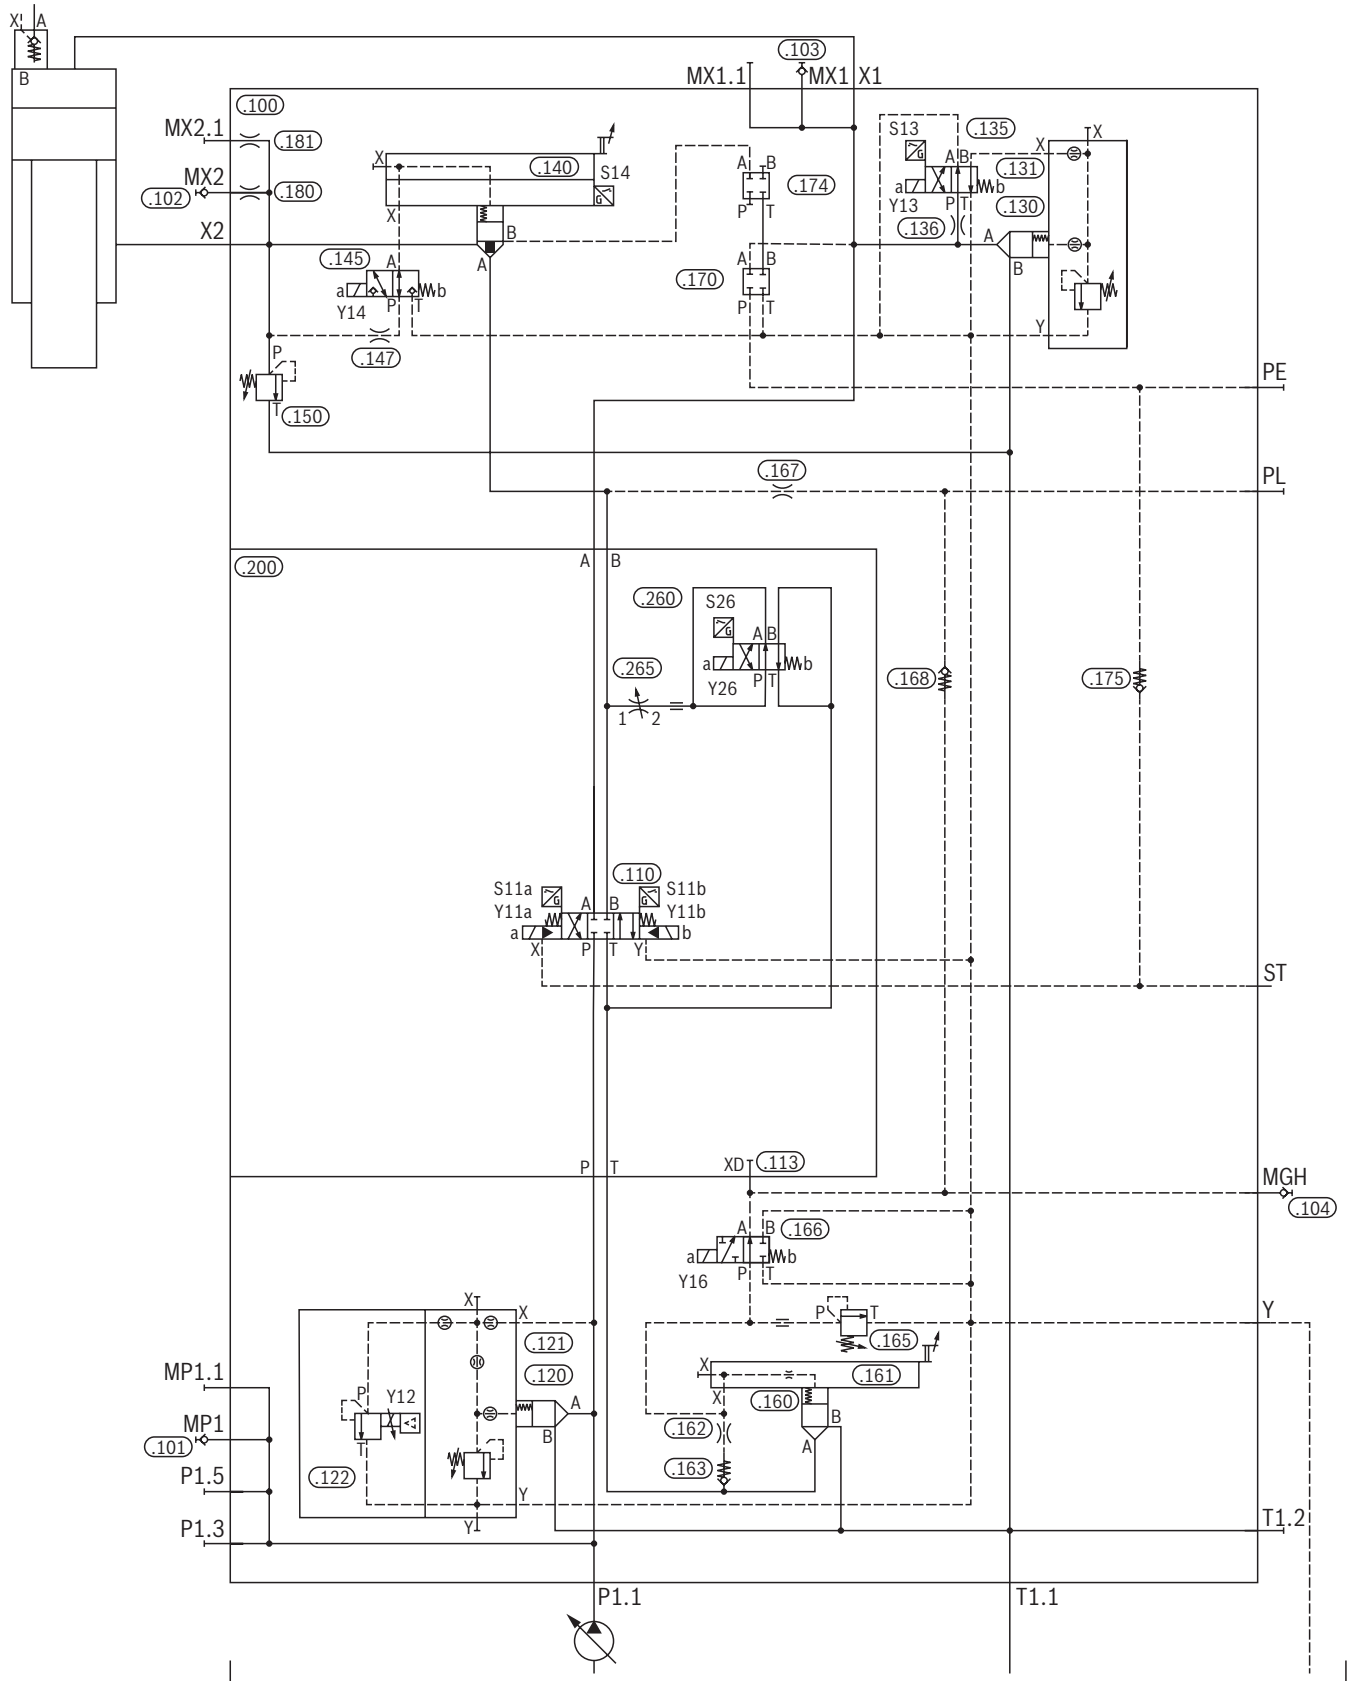 X A
B
.103
MX1.1 MX1 X1
.100
MX2.1
.181
MX2
.102
.180
X2
X
.140
S14
X
B
A
.145
A
a b
P T
Y14
.147
P
T
.150
A B
.174
P T
A B
.170
P T
S13
.135
X
X
A B
.131
a b
Y13
P T
.130
.136
A
B
Y
PE
.167
PL
A B
.200
.260
S26
A B
a b
.265
P T
Y26
1 2
.168
.175
S11a
.110
S11b
Y11a
A B
Y11b
a b
X P T Y
ST
P T
XD
.113
MGH
.104
A B
.166
a b
P T
Y16
Y
P T
.165
X
X
.121
.120
X
.161
X
.160
MP1.1
P
Y12
A
B
B
A
MP1
.101
T
.162
.163
P1.5
.122
Y
Y
P1.3
T1.2
P1.1
T1.1
G
G
G
G
G